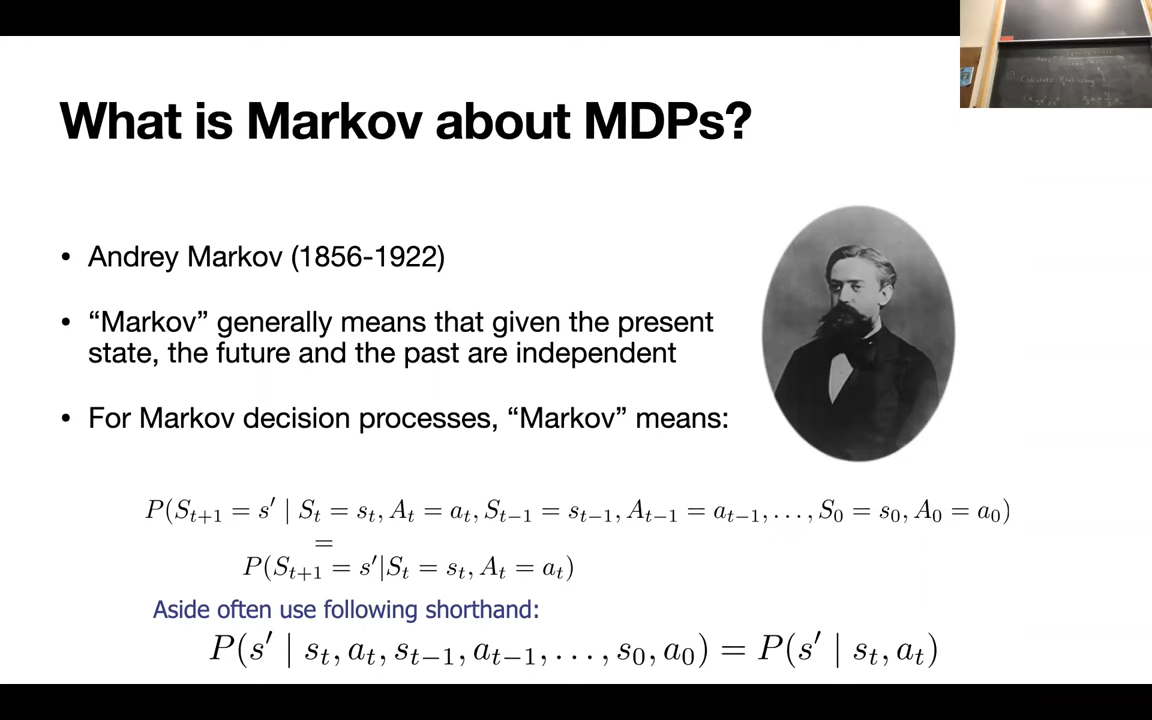 What is Markov about MDPs?
• Andrey Markov (1856-1922)
• “Markov” generally means that given the present
state, the future and the past are independent
• For Markov decision processes, “Markov” means:
P(S_{t+1} = s′ | S_t = s_t, A_t = a_t, S_{t−1} = s_{t−1}, A_{t−1} = a_{t−1}, . . . , S_0 = s_0, A_0 = a_0)
=
P(S_{t+1} = s′|S_t = s_t, A_t = a_t)
Aside often use following shorthand:
P(s′ | s_t, a_t, s_{t−1}, a_{t−1}, . . . , s_0, a_0) = P(s′ | s_t, a_t)